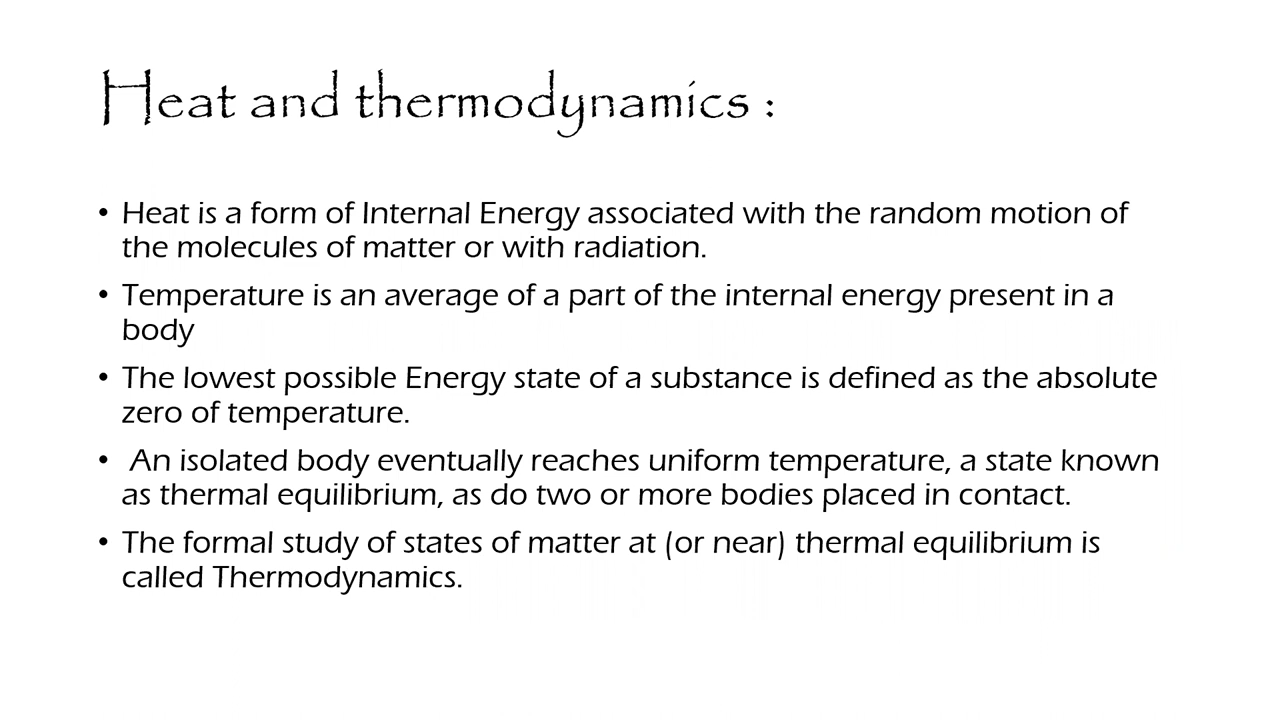 Heat and thermodynamics :
• Heat is a form of Internal Energy associated with the random motion of
the molecules of matter or with radiation.
• Temperature is an average of a part of the internal energy present in a
body
• The lowest possible Energy state of a substance is defined as the absolute
zero of temperature.
• An isolated body eventually reaches uniform temperature, a state known
as thermal equilibrium, as do two or more bodies placed in contact.
• The formal study of states of matter at (or near) thermal equilibrium is
called Thermodynamics.